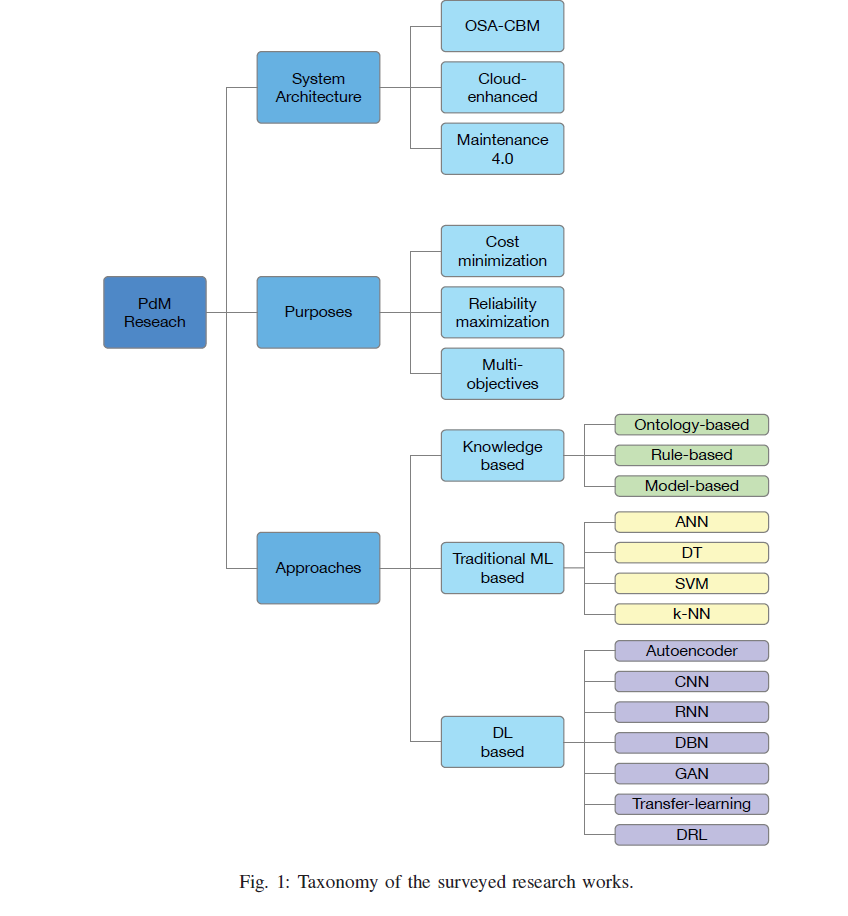 PdM
Reseach
System
Architecture
OSA-CBM
Cloud-
enhanced
Maintenance
4.0
Purposes
Cost
minimization
Reliability
maximization
Multi-
objectives
Approaches
Knowledge
based
Ontology-based
Rule-based
Model-based
Traditional ML
based
ANN
DT
SVM
k-NN
DL
based
Autoencoder
CNN
RNN
DBN
GAN
Transfer-learning
DRL
Fig. 1: Taxonomy of the surveyed research works.